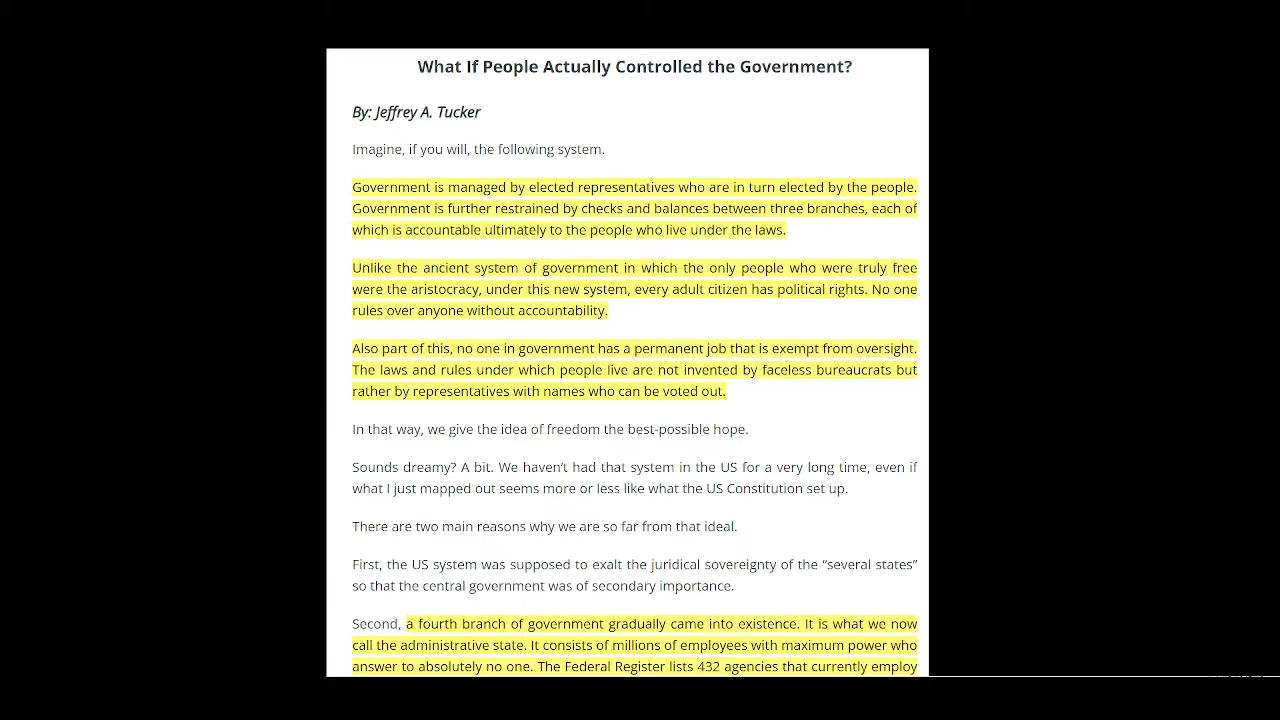 What If People Actually Controlled the Government?
By: Jeffrey A. Tucker
Imagine, if you will, the following system.
Government is managed by elected representatives who are in turn elected by the people.
Government is further restrained by checks and balances between three branches, each of
which is accountable ultimately to the people who live under the laws.
Unlike the ancient system of government in which the only people who were truly free
were the aristocracy, under this new system, every adult citizen has political rights. No one
rules over anyone without accountability.
Also part of this, no one in government has a permanent job that is exempt from oversight.
The laws and rules under which people live are not invented by faceless bureaucrats but
rather by representatives with names who can be voted out.
In that way, we give the idea of freedom the best-possible hope.
Sounds dreamy? A bit. We haven’t had that system in the US for a very long time, even if
what I just mapped out seems more or less like what the US Constitution set up.
There are two main reasons why we are so far from that ideal.
First, the US system was supposed to exalt the juridical sovereignty of the “several states”
so that the central government was of secondary importance.
Second, a fourth branch of government gradually came into existence. It is what we now
call the administrative state. It consists of millions of employees with maximum power who
answer to absolutely no one. The Federal Register lists 432 agencies that currently employ